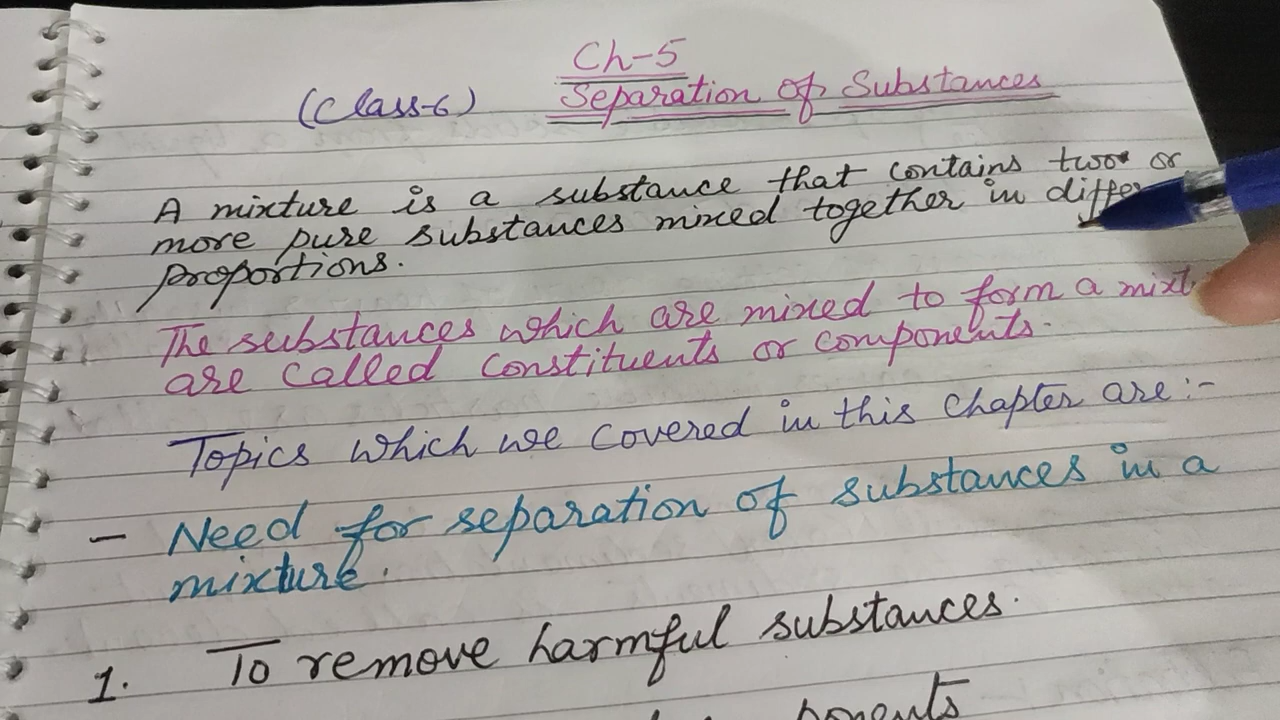 Ch-5
(Class-6) Separation of Substances
A mixture is a substance that contains two or
more pure substances mixed together in
proportions.
The substances which are mixed to form a
are called constituents or components.
Topics which we covered in this chapter are:-
- Need for separation of substances in a
mixture.
1. To remove harmful substances.